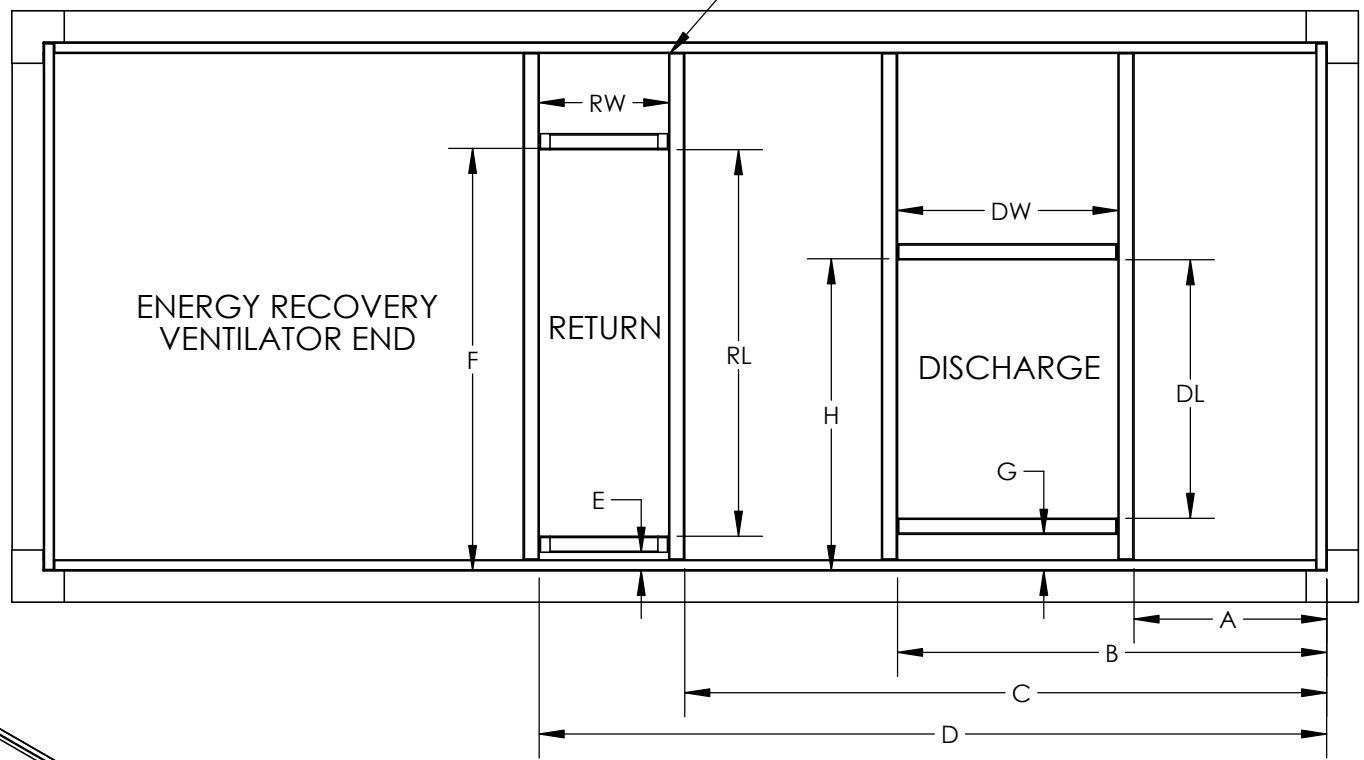 RW
DW
ENERGY RECOVERY
VENTILATOR END
RETURN
F
RL
DISCHARGE
H
DL
G
E
A
B
C
D